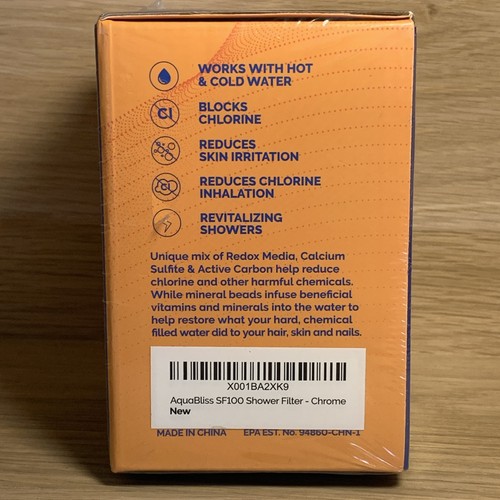 WORKS WITH HOT
& COLD WATER
Cl
BLOCKS
CHLORINE
REDUCES
SKIN IRRITATION
Cl
REDUCES CHLORINE
INHALATION
REVITALIZING
SHOWERS
Unique mix of Redox Media, Calcium
Sulfite & Active Carbon help reduce
chlorine and other harmful chemicals.
While mineral beads infuse beneficial
vitamins and minerals into the water to
help restore what your hard, chemical
filled water did to your hair, skin and nails.
X001BA2XK9
AquaBliss SF100 Shower Filter - Chrome
New
MADE IN CHINA EPA EST. No. 94860-CHN-1